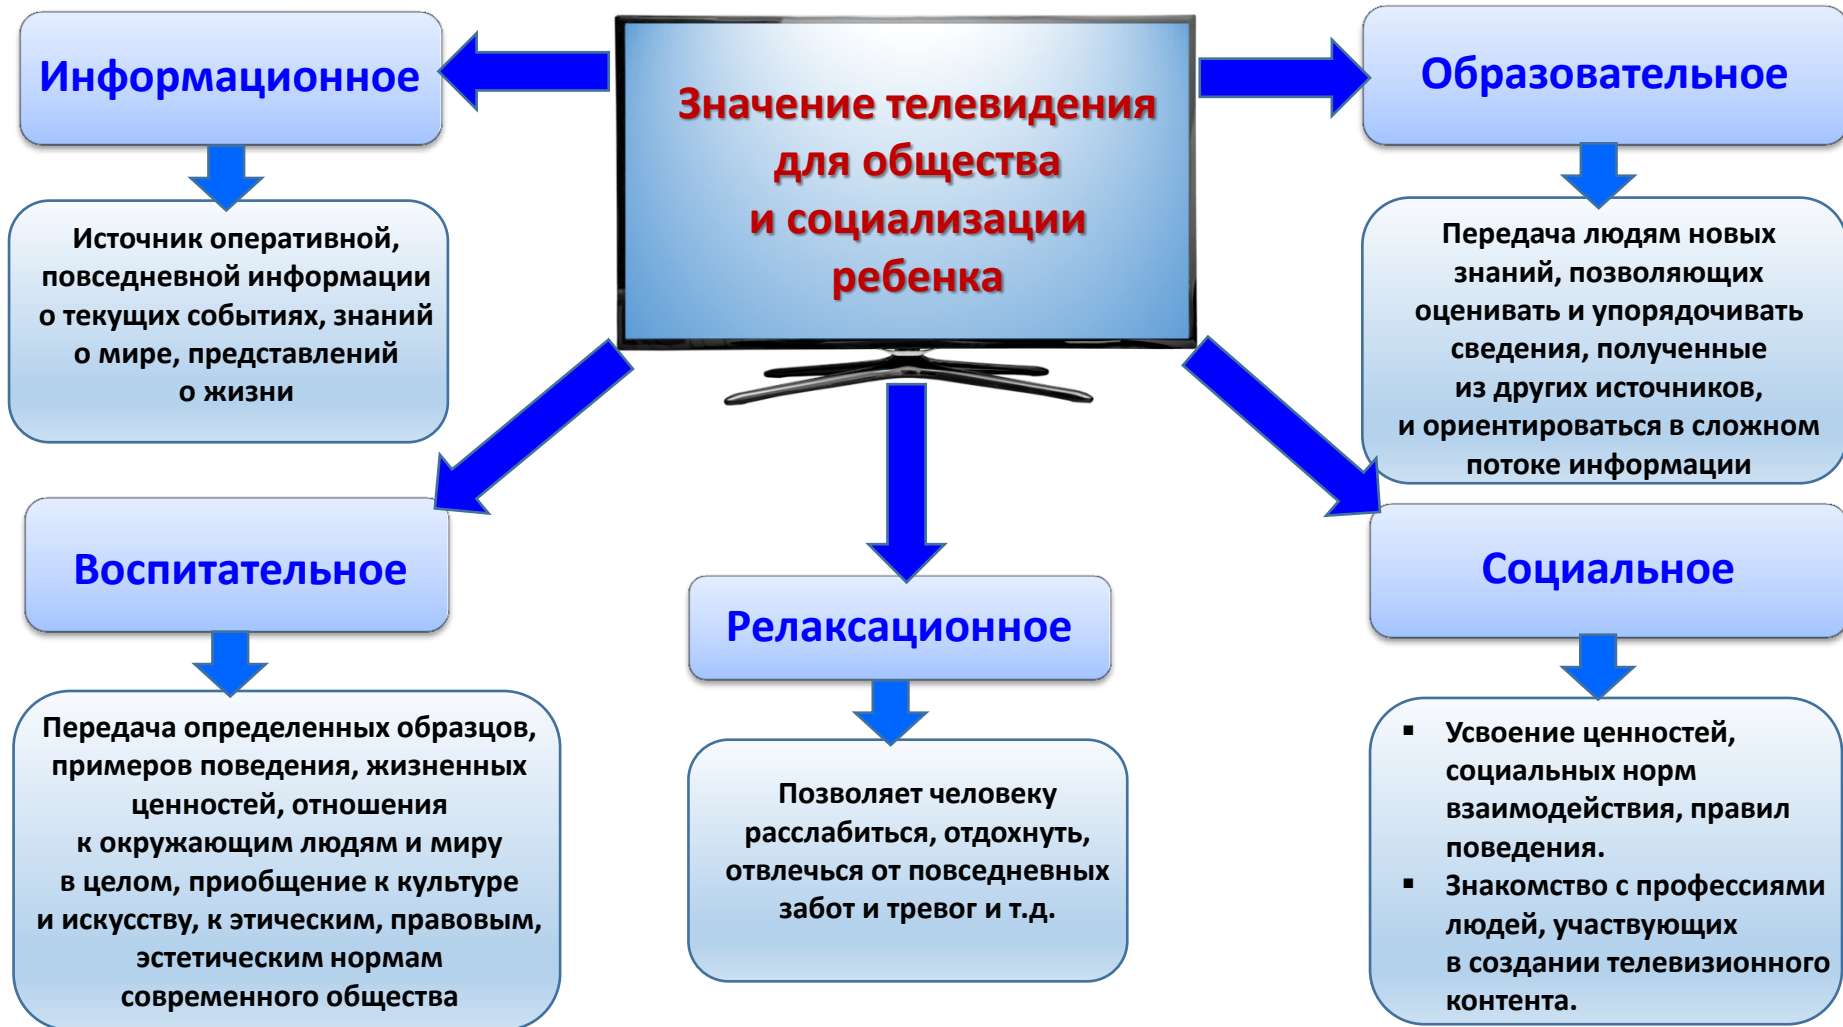 Значение телевидения
для общества
и социализации
ребенка
Информационное
Источник оперативной,
повседневной информации
о текущих событиях, знаний
о мире, представлений
о жизни
Образовательное
Передача людям новых
знаний, позволяющих
оценивать и упорядочивать
сведения, полученные
из других источников,
и ориентироваться в сложном
потоке информации
Воспитательное
Передача определенных образцов,
примеров поведения, жизненных
ценностей, отношения
к окружающим людям и миру
в целом, приобщение к культуре
и искусству, к этическим, правовым,
эстетическим нормам
современного общества
Релаксационное
Позволяет человеку
расслабиться, отдохнуть,
отвлечься от повседневных
забот и тревог и т.д.
Социальное
▪ Усвоение ценностей,
социальных норм
взаимодействия, правил
поведения.
▪ Знакомство с профессиями
людей, участвующих
в создании телевизионного
контента.